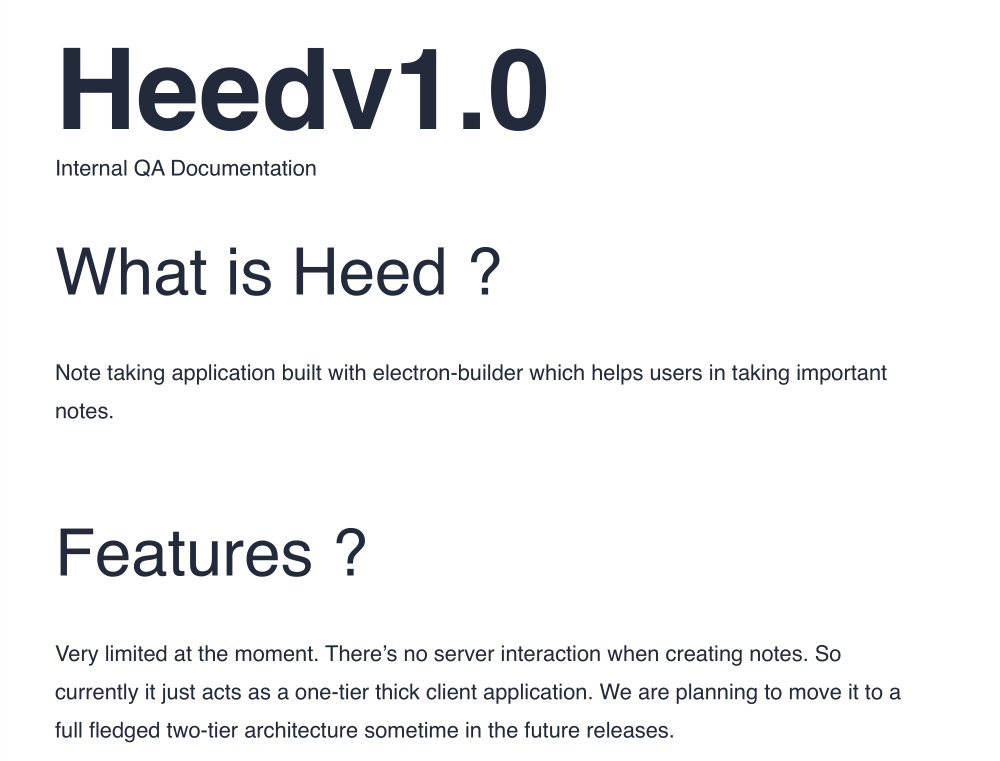 Heedv1.0
Internal QA Documentation
What is Heed ?
Note taking application built with electron-builder which helps users in taking important
notes.
Features ?
Very limited at the moment. There’s no server interaction when creating notes. So
currently it just acts as a one-tier thick client application. We are planning to move it to a
full fledged two-tier architecture sometime in the future releases.